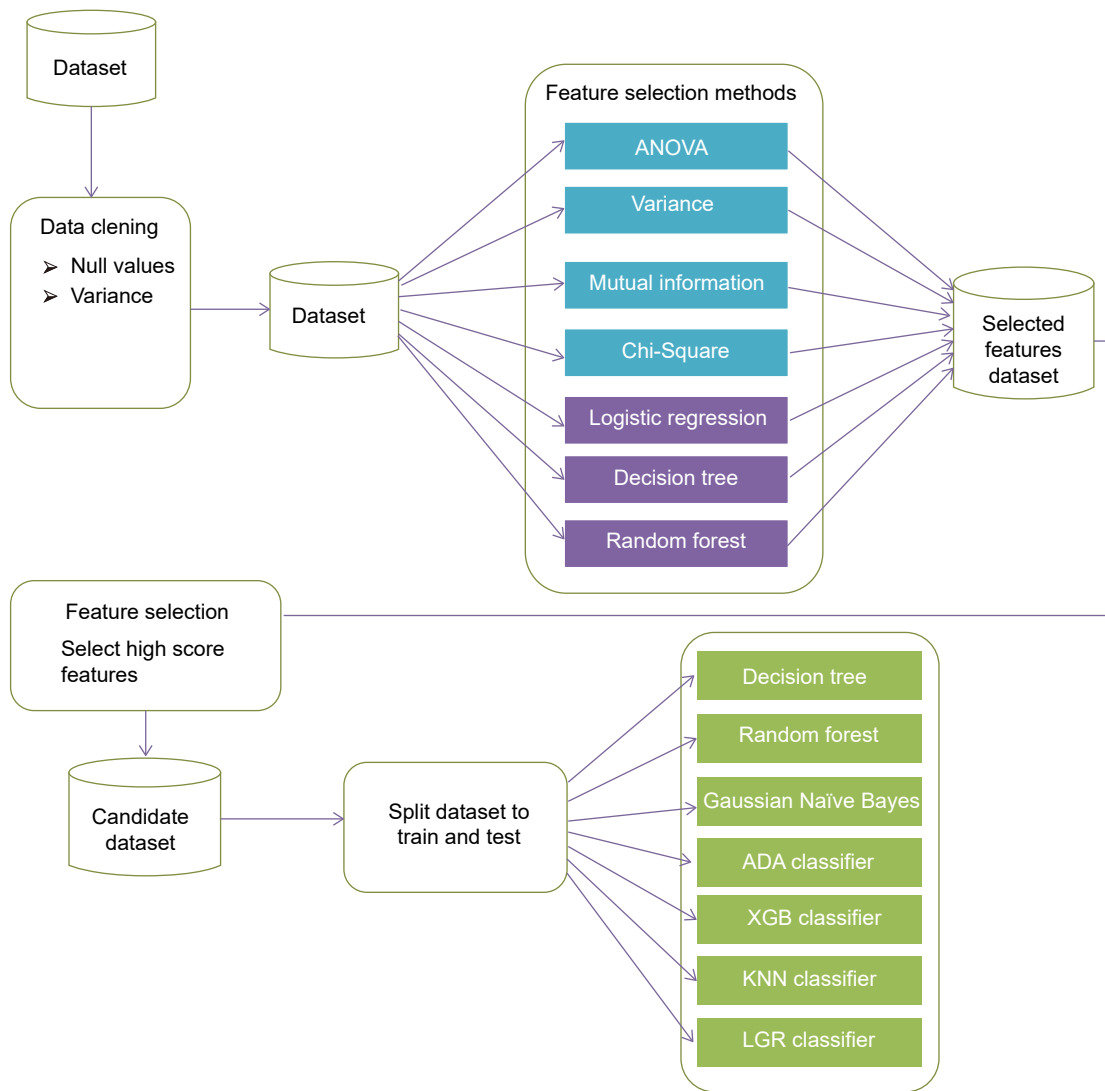 Dataset
Data clening
➢ Null values
➢ Variance
Dataset
Feature selection methods
ANOVA
Variance
Mutual information
Chi-Square
Logistic regression
Decision tree
Random forest
Selected
features
dataset
Feature selection
Select high score
features
Candidate
dataset
Split dataset to
train and test
Decision tree
Random forest
Gaussian Naïve Bayes
ADA classifier
XGB classifier
KNN classifier
LGR classifier